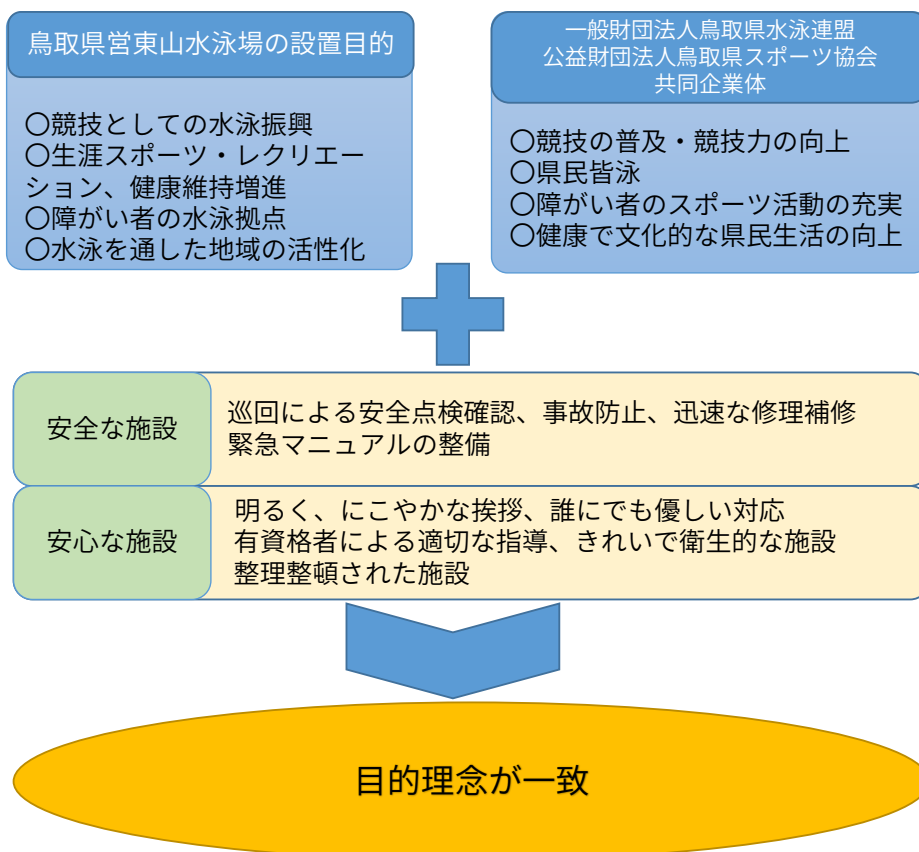 鳥取県営東山水泳場の設置目的
〇競技としての水泳振興
〇生涯スポーツ・レクリエー
ション、健康維持増進
〇障がい者の水泳拠点
〇水泳を通した地域の活性化
一般財団法人鳥取県水泳連盟
公益財団法人鳥取県スポーツ協会
共同企業体
〇競技の普及・競技力の向上
〇県民皆泳
〇障がい者のスポーツ活動の充実
〇健康で文化的な県民生活の向上
安全な施設
巡回による安全点検確認、事故防止、迅速な修理補修
緊急マニュアルの整備
安心な施設
明るく、にこやかな挨拶、誰にでも優しい対応
有資格者による適切な指導、きれいで衛生的な施設
整理整頓された施設
目的理念が一致